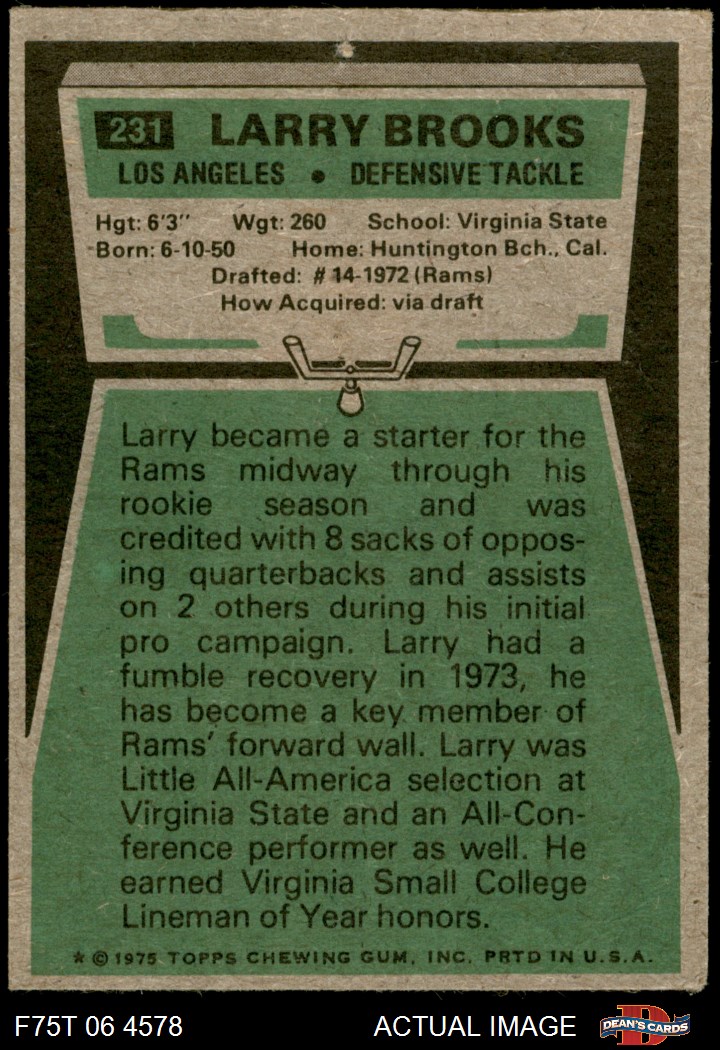 231 LARRY BROOKS
LOS ANGELES • DEFENSIVE TACKLE
Hgt: 6'3" Wgt: 260 School: Virginia State
Born: 6-10-50 Home: Huntington Bch., Cal.
Drafted: #14-1972 (Rams)
How Acquired: via draft
Larry became a starter for the
Rams midway through his
rookie season and was
credited with 8 sacks of oppos-
ing quarterbacks and assists
on 2 others during his initial
pro campaign. Larry had a
fumble recovery in 1973, he
has become a key member of
Rams' forward wall. Larry was
Little All-America selection at
Virginia State and an All-Con-
ference performer as well. He
earned Virginia Small College
Lineman of Year honors.
* © 1975 TOPPS CHEWING GUM, INC. PRTD IN U.S.A.
F75T 06 4578 ACTUAL IMAGE D DEAN'S CARDS